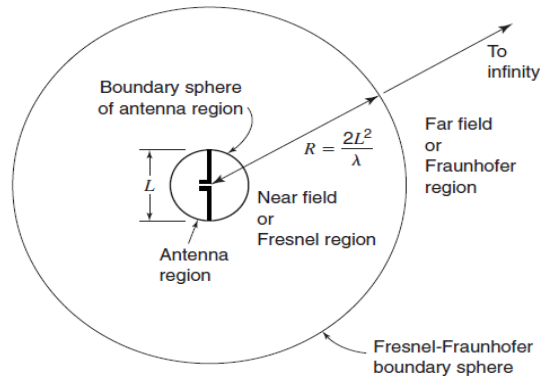 To
infinity
Boundary sphere
of antenna region
Far field
or
Fraunhofer
region
R = 2L²/λ
L
Near field
or
Fresnel region
Antenna
region
Fresnel-Fraunhofer
boundary sphere